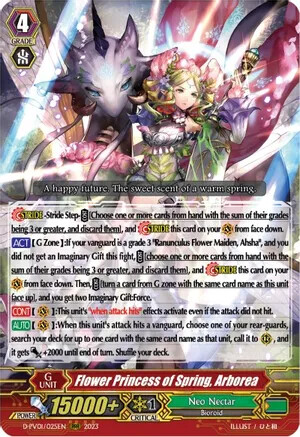 4
GRADE
A happy future. The sweet scent of a warm spring.
STRIDE -Stride Step- [Choose one or more cards from hand with the sum of their grades
being 3 or greater, and discard them], and STRIDE this card on your from face down.
ACT [G Zone]:If your vanguard is a grade 3 "Ranunculus Flower Maiden, Ahsha", and you
did not get an Imaginary Gift this fight, [choose one or more cards from hand with the
sum of their grades being 3 or greater, and discard them], and STRIDE this card on your
from face down. Then, [turn a card from G zone with the same card name as this unit
face up], and you get two Imaginary Gift:Force.
CONT [ ]:This unit's "when attack hits" effects activate even if the attack did not hit.
AUTO [ ]:When this unit's attack hits a vanguard, choose one of your rear-guards,
search your deck for up to one card with the same card name as that unit, call it to , and
it gets +2000 until end of turn. Shuffle your deck.
G
UNIT
Flower Princess of Spring, Arborea
POWER
15000+
1
CRITICAL
Neo Nectar
Bioroid
D-PV01/025EN RRR 2023